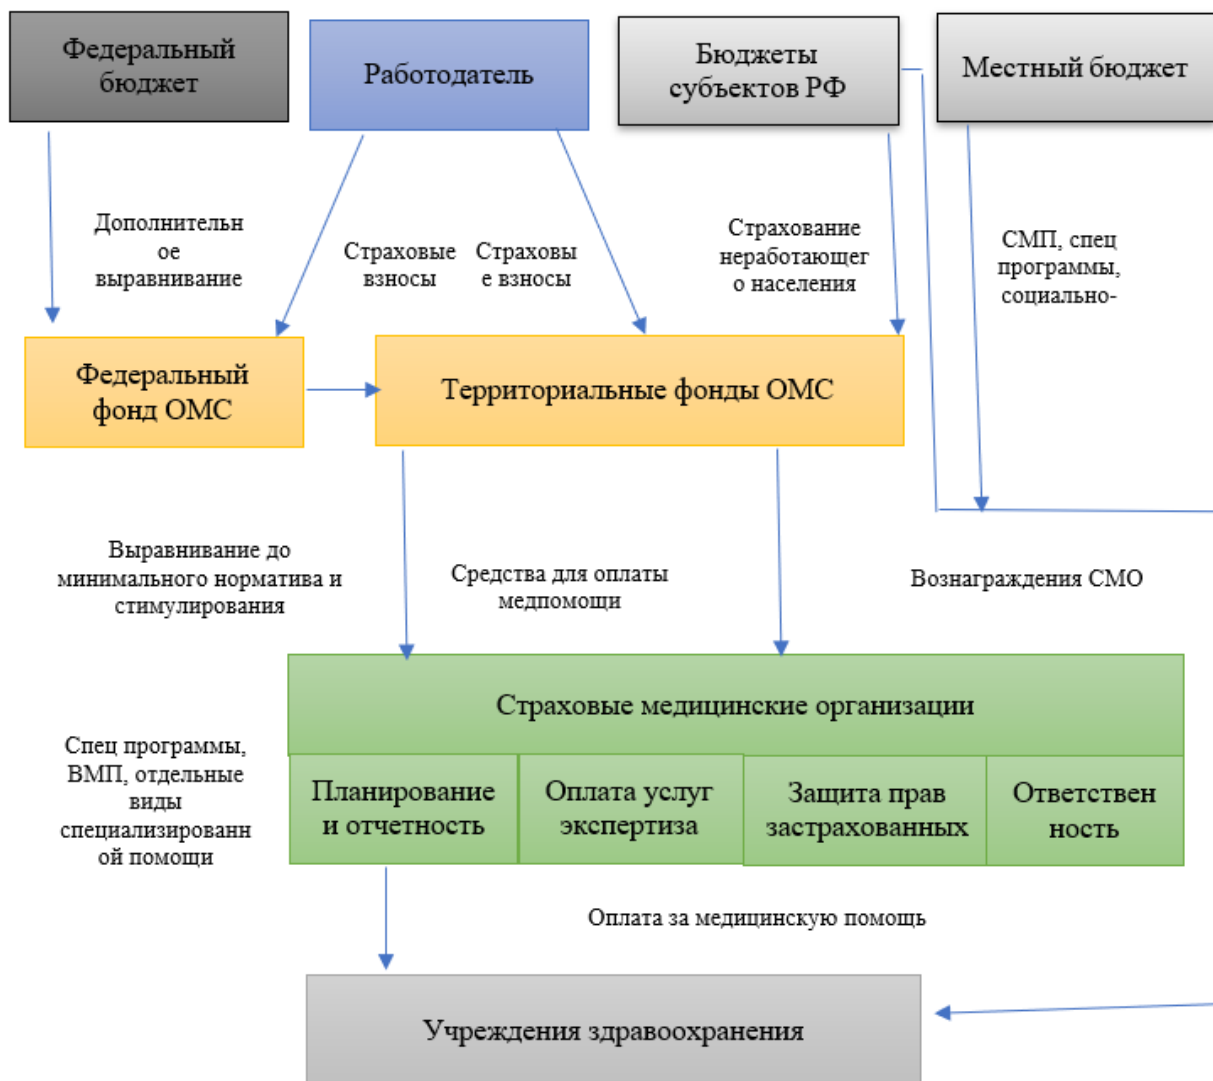 Федеральный
бюджет
Работодатель
Бюджеты
субъектов РФ
Местный бюджет
Дополнительн
ое
выравнивание
Страховые
взносы
Страховы
е взносы
Страхование
неработающег
о населения
СМП, спец
программы,
социально-
Федеральный
фонд ОМС
Территориальные фонды ОМС
Выравнивание до
минимального норматива и
стимулирования
Средства для оплаты
медпомощи
Вознаграждения СМО
Страховые медицинские организации
Спец программы,
ВМП, отдельные
виды
специализированн
ой помощи
Планирование
и отчетность
Оплата услуг
экспертиза
Защита прав
застрахованных
Ответствен
ность
Оплата за медицинскую помощь
Учреждения здравоохранения